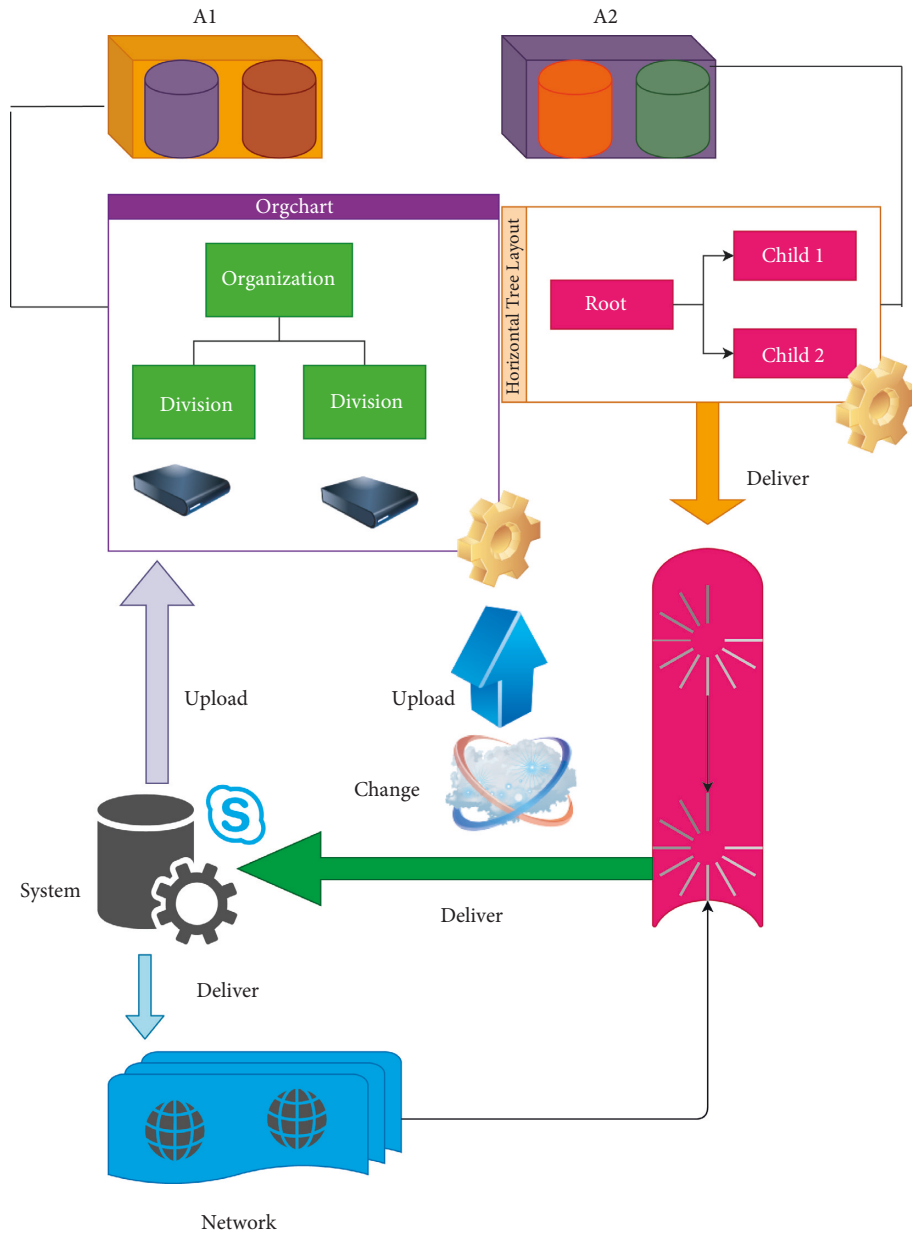 A1
A2
Orgchart
Organization
Division
Division
Horizontal Tree Layout
Root
Child 1
Child 2
Deliver
Upload
Upload
Change
S
System
Deliver
Deliver
Network